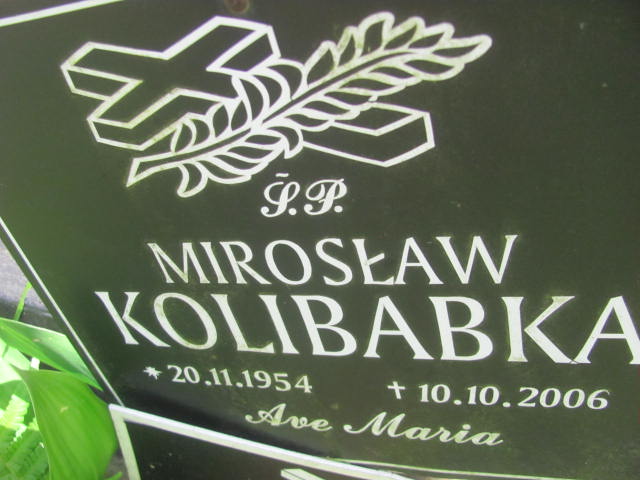 Ś.P.
MIROSŁAW
KOLIBABKA
* 20.11.1954 † 10.10.2006
Ave Maria